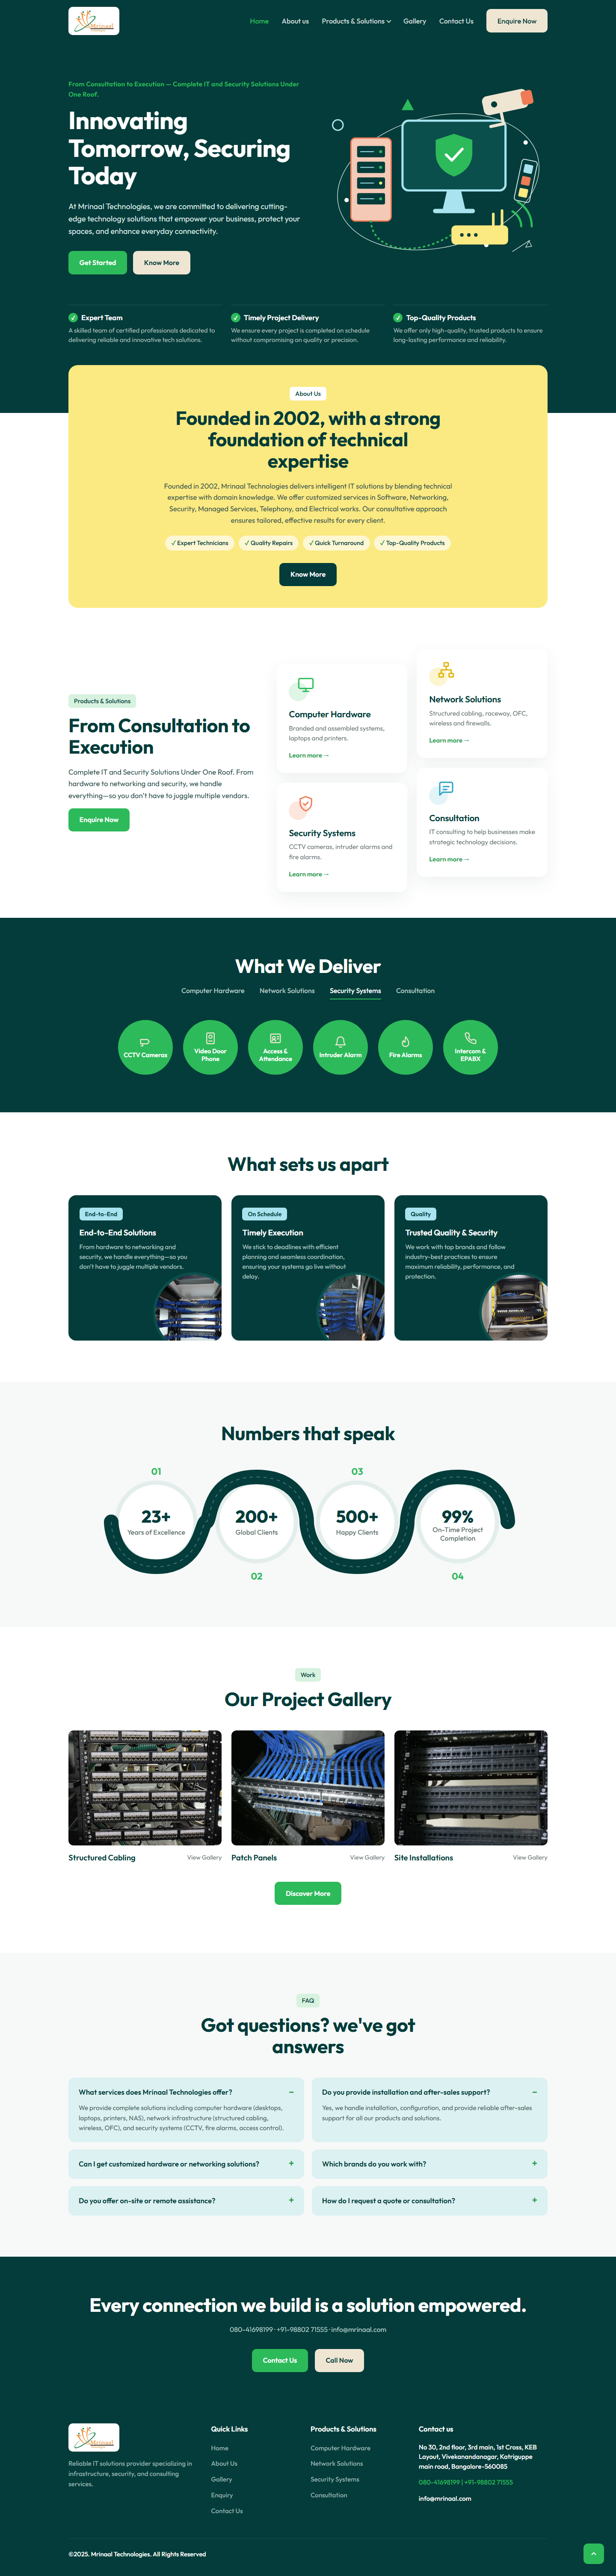 Mrinaal
Home
About us
Products & Solutions
Gallery
Contact Us
Enquire Now
From Consultation to Execution — Complete IT and Security Solutions Under
One Roof.
Innovating
Tomorrow, Securing
Today
At Mrinaal Technologies, we are committed to delivering cutting-
edge technology solutions that empower your business, protect your
spaces, and enhance everyday connectivity.
Get Started
Know More
Expert Team
A skilled team of certified professionals dedicated to
delivering reliable and innovative tech solutions.
Timely Project Delivery
We ensure every project is completed on schedule
without compromising on quality or precision.
Top-Quality Products
We offer only high-quality, trusted products to ensure
long-lasting performance and reliability.
About Us
Founded in 2002, with a strong
foundation of technical
expertise
Founded in 2002, Mrinaal Technologies delivers intelligent IT solutions by blending technical
expertise with domain knowledge. We offer customized services in Software, Networking,
Security, Managed Services, Telephony, and Electrical works. Our consultative approach
ensures tailored, effective results for every client.
✓ Expert Technicians
✓ Quality Repairs
✓ Quick Turnaround
✓ Top-Quality Products
Know More
Products & Solutions
From Consultation to
Execution
Complete IT and Security Solutions Under One Roof. From
hardware to networking and security, we handle
everything—so you don't have to juggle multiple vendors.
Enquire Now
Computer Hardware
Branded and assembled systems,
laptops and printers.
Learn more →
Network Solutions
Structured cabling, raceway, OFC,
wireless and firewalls.
Learn more →
Security Systems
CCTV cameras, intruder alarms and
fire alarms.
Learn more →
Consultation
IT consulting to help businesses make
strategic technology decisions.
Learn more →
What We Deliver
Computer Hardware
Network Solutions
Security Systems
Consultation
CCTV Cameras
Video Door
Phone
Access &
Attendance
Intruder Alarm
Fire Alarms
Intercom &
EPABX
What sets us apart
End-to-End
End-to-End Solutions
From hardware to networking and
security, we handle everything—so you
don't have to juggle multiple vendors.
On Schedule
Timely Execution
We stick to deadlines with efficient
planning and seamless coordination,
ensuring your systems go live without
delay.
Quality
Trusted Quality & Security
We work with top brands and follow
industry-best practices to ensure
maximum reliability, performance, and
protection.
Numbers that speak
01
23+
Years of Excellence
200+
Global Clients
02
03
500+
Happy Clients
99%
On-Time Project
Completion
04
Work
Our Project Gallery
Structured Cabling
View Gallery
Patch Panels
View Gallery
Site Installations
View Gallery
Discover More
FAQ
Got questions? we've got
answers
What services does Mrinaal Technologies offer?
We provide complete solutions including computer hardware (desktops,
laptops, printers, NAS), network infrastructure (structured cabling,
wireless, OFC), and security systems (CCTV, fire alarms, access control).
Do you provide installation and after-sales support?
Yes, we handle installation, configuration, and provide reliable after-sales
support for all our products and solutions.
Can I get customized hardware or networking solutions?
Which brands do you work with?
Do you offer on-site or remote assistance?
How do I request a quote or consultation?
Every connection we build is a solution empowered.
080-41698199 · +91-98802 71555 · info@mrinaal.com
Contact Us
Call Now
Mrinaal
Reliable IT solutions provider specializing in
infrastructure, security, and consulting
services.
Quick Links
Home
About Us
Gallery
Enquiry
Contact Us
Products & Solutions
Computer Hardware
Network Solutions
Security Systems
Consultation
Contact us
No 30, 2nd floor, 3rd main, 1st Cross, KEB
Layout, Vivekanandanagar, Katriguppe
main road, Bangalore-560085
080-41698199 | +91-98802 71555
info@mrinaal.com
©2025. Mrinaal Technologies. All Rights Reserved